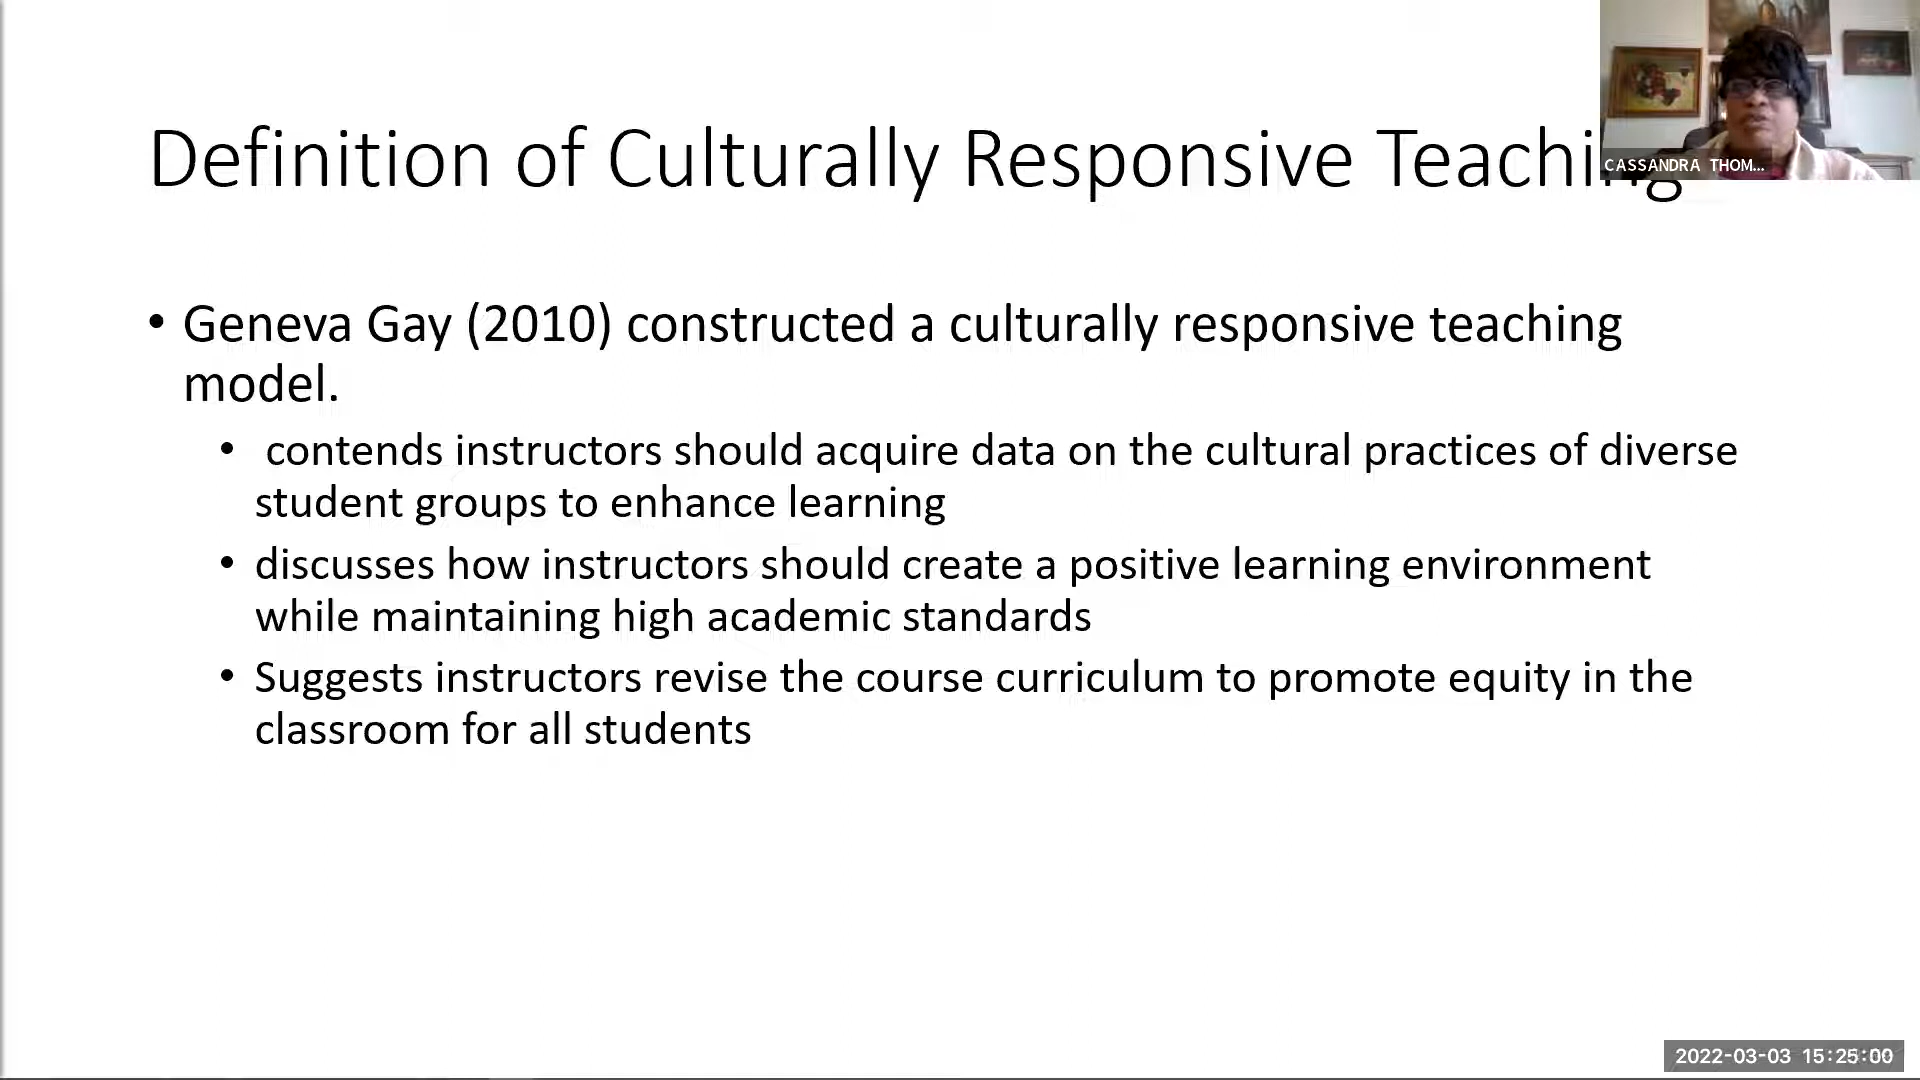 Definition of Culturally Responsive Teaching
CASSANDRA THOM...
• Geneva Gay (2010) constructed a culturally responsive teaching
model.
• contends instructors should acquire data on the cultural practices of diverse
student groups to enhance learning
• discusses how instructors should create a positive learning environment
while maintaining high academic standards
• Suggests instructors revise the course curriculum to promote equity in the
classroom for all students
2022-03-03 15:25:00